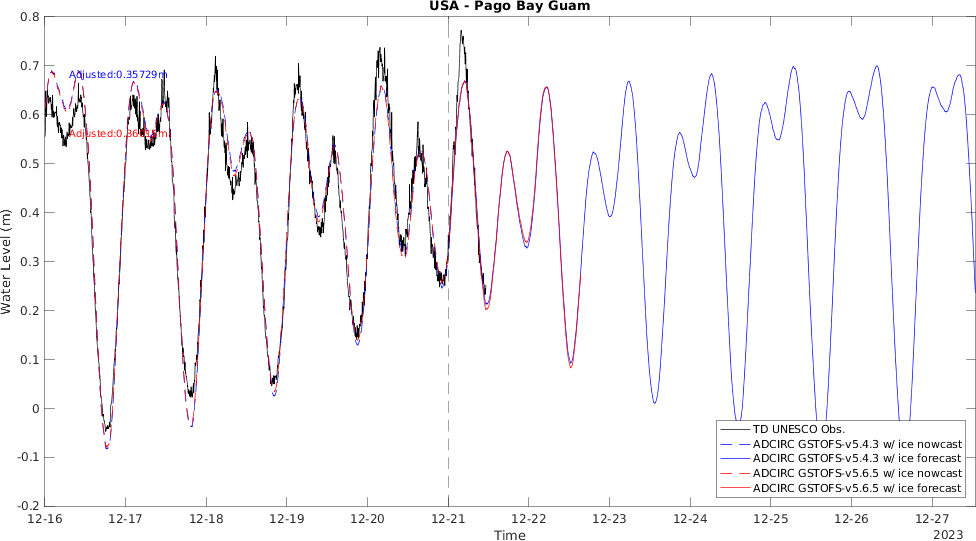 USA - Pago Bay Guam
0.8
0.7
0.6
0.5
0.4
0.3
0.2
0.1
0
-0.1
-0.2
Water Level (m)
Adjusted:0.35729m
TD UNESCO Obs.
ADCIRC GSTOFS-v5.4.3 w/ ice nowcast
ADCIRC GSTOFS-v5.4.3 w/ ice forecast
ADCIRC GSTOFS-v5.6.5 w/ ice nowcast
ADCIRC GSTOFS-v5.6.5 w/ ice forecast
12-16 12-17 12-18 12-19 12-20 12-21 12-22 12-23 12-24 12-25 12-26 12-27
Time
2023